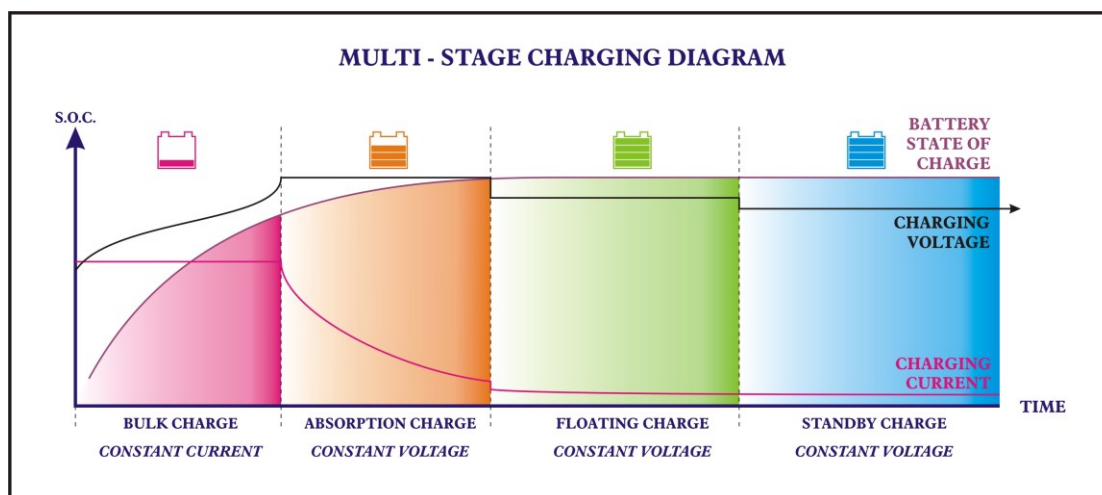 MULTI - STAGE CHARGING DIAGRAM
S.O.C.
BATTERY
STATE OF
CHARGE
CHARGING
VOLTAGE
CHARGING
CURRENT
TIME
BULK CHARGE
CONSTANT CURRENT
ABSORPTION CHARGE
CONSTANT VOLTAGE
FLOATING CHARGE
CONSTANT VOLTAGE
STANDBY CHARGE
CONSTANT VOLTAGE